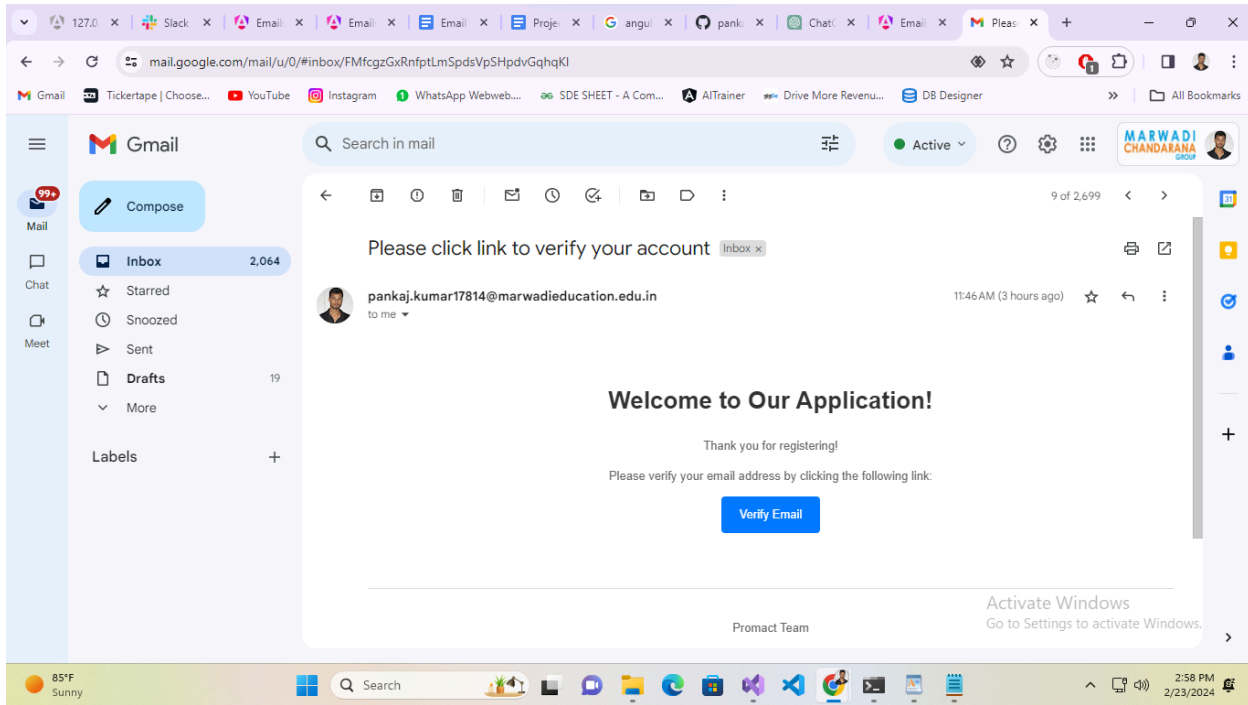 127.0 Slack Email Email Email Projec G angul panka ChatG Email Pleas
mail.google.com/mail/u/0/#inbox/FMfcgzGxRnfptLmSpdsVpSHpdvGqhqKl
Gmail Tickertape | Choose... YouTube Instagram WhatsApp Webweb.... SDE SHEET - A Com... AITrainer Drive More Revenu... DB Designer » All Bookmarks
Gmail Search in mail Active MARWADI
CHANDARANA
GROUP
99+
Mail
Chat
Meet
Compose
Inbox 2,064
Starred
Snoozed
Sent
Drafts 19
More
Labels
9 of 2,699
Please click link to verify your account Inbox ×
pankaj.kumar17814@marwadieducation.edu.in 11:46 AM (3 hours ago)
to me
Welcome to Our Application!
Thank you for registering!
Please verify your email address by clicking the following link:
Verify Email
Promact Team
Activate Windows
Go to Settings to activate Windows.
31
85°F
Sunny
Search
2:58 PM
2/23/2024